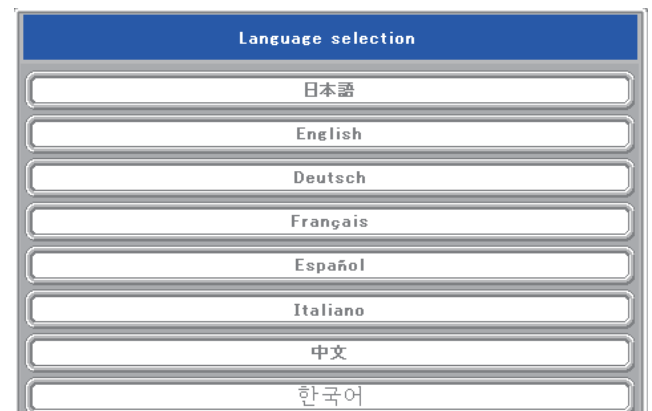 Language selection
日本語
English
Deutsch
Français
Español
Italiano
中文
한국어